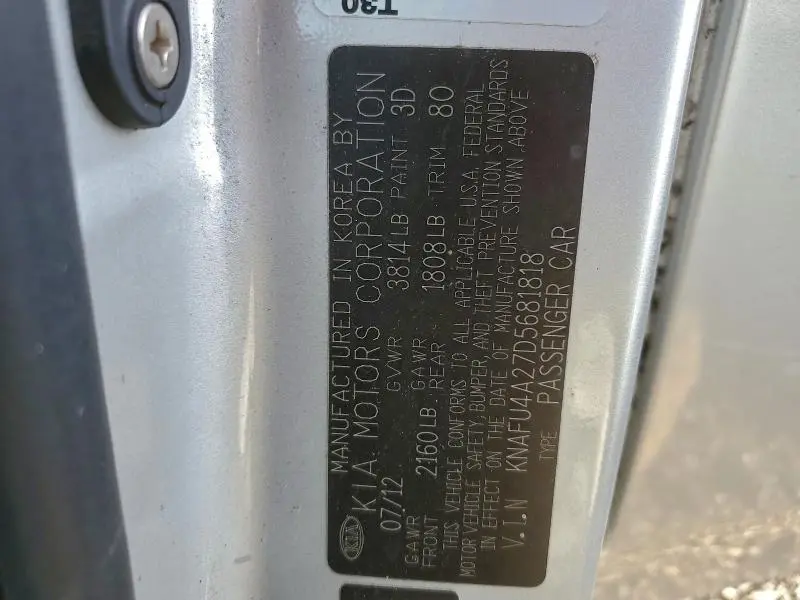 T30
MANUFACTURED IN KOREA BY
KIA KIA MOTORS CORPORATION
07/12 GVWR 3814LB PAINT 3D
GAWR FRONT 2160LB GAWR REAR 1808LB TRIM 80
THIS VEHICLE CONFORMS TO ALL APPLICABLE U.S.A. FEDERAL
MOTOR VEHICLE SAFETY, BUMPER, AND THEFT PREVENTION STANDARDS
IN EFFECT ON THE DATE OF MANUFACTURE SHOWN ABOVE
V.I.N KNAFU4A27D5681818
TYPE PASSENGER CAR